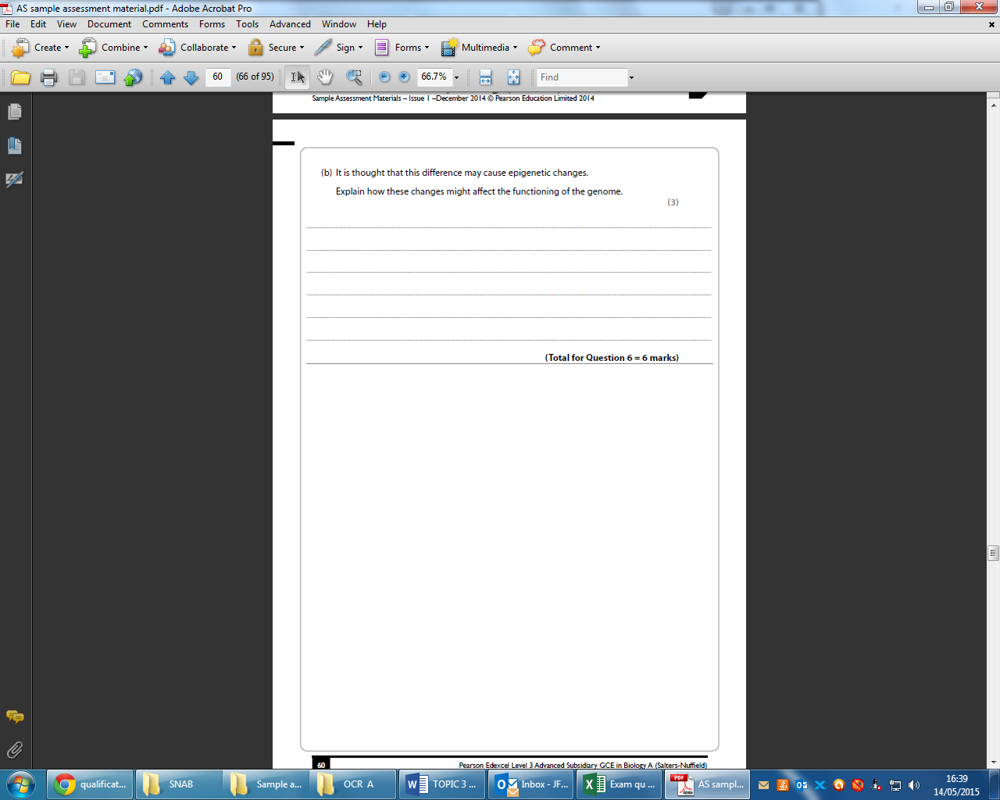 AS sample assessment material.pdf - Adobe Acrobat Pro
File Edit View Document Comments Forms Tools Advanced Window Help
Create Combine Collaborate Secure Sign Forms Multimedia Comment
60 (66 of 95) 66.7% Find
Sample Assessment Materials – Issue 1 –December 2014 © Pearson Education Limited 2014
(b) It is thought that this difference may cause epigenetic changes.
Explain how these changes might affect the functioning of the genome.
(3)
(Total for Question 6 = 6 marks)
60 Pearson Edexcel Level 3 Advanced Subsidiary GCE in Biology A (Salters-Nuffield)
qualificat... SNAB Sample a... OCR A TOPIC 3 ... Inbox - JF... Exam qu ... AS sampl... 16:39
14/05/2015